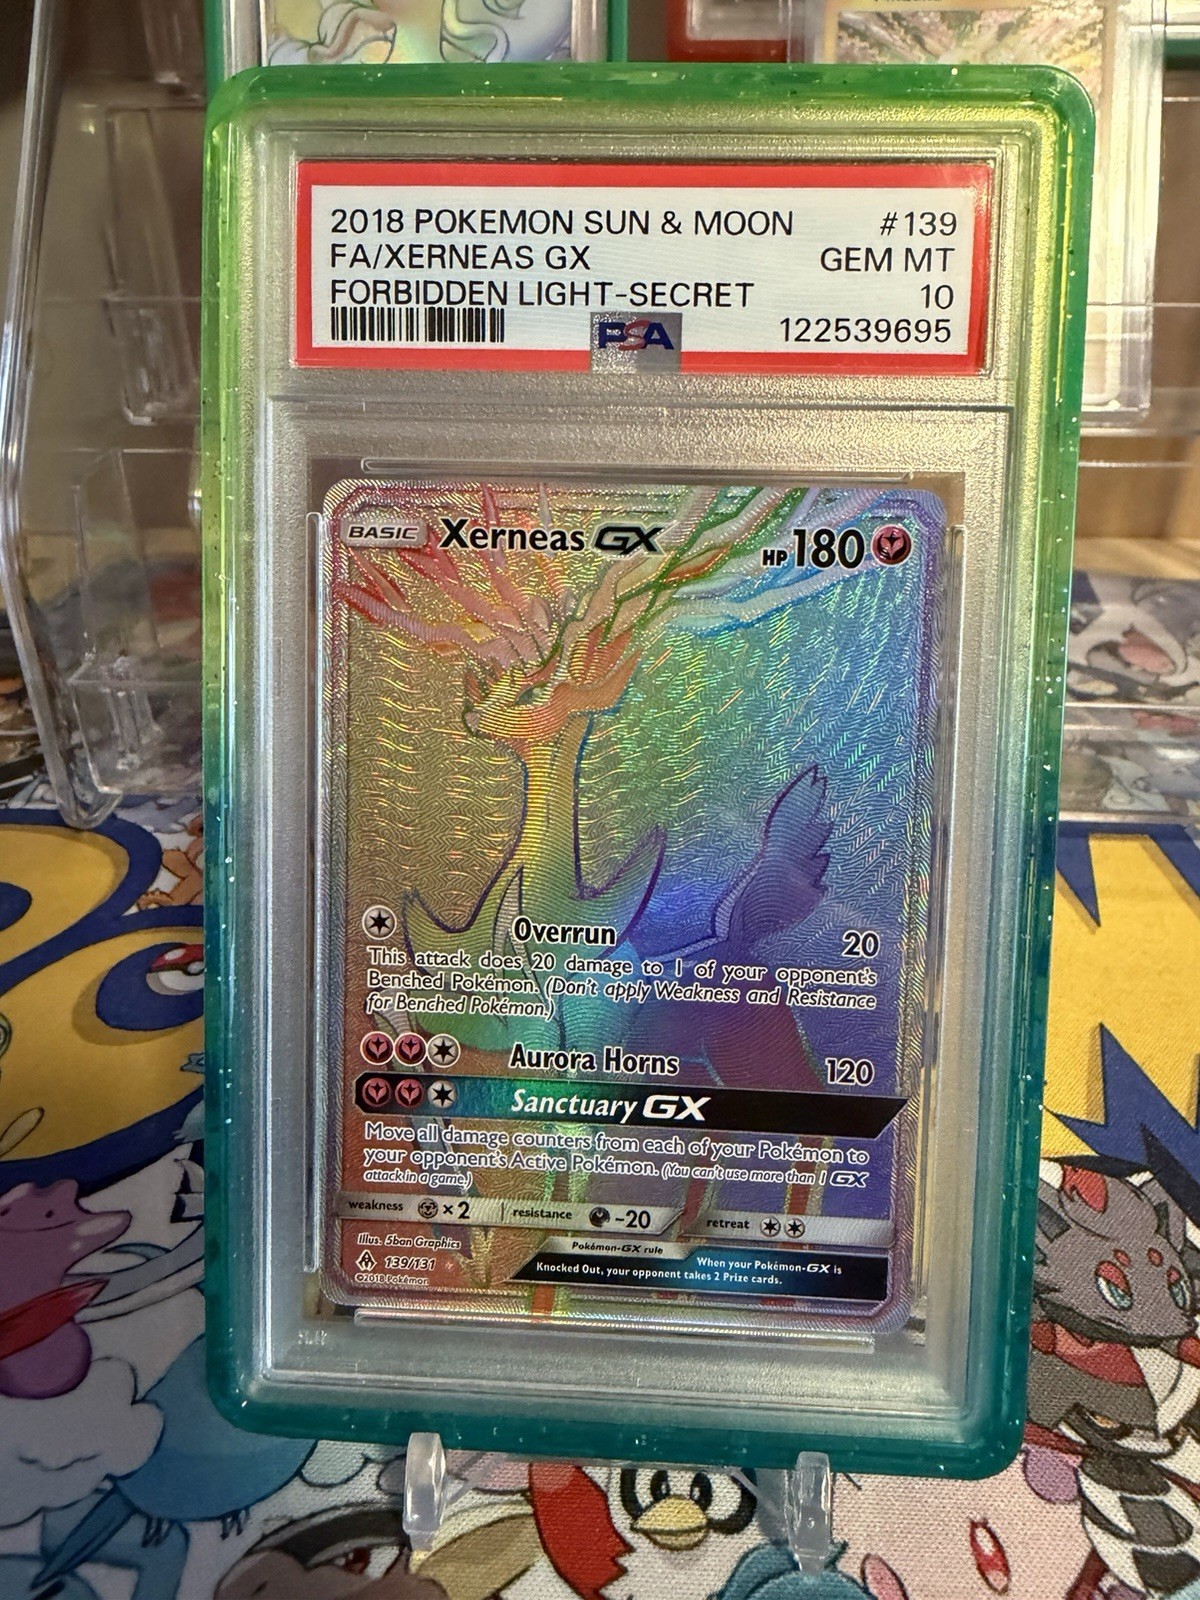 2018 POKEMON SUN & MOON #139
FA/XERNEAS GX GEM MT
FORBIDDEN LIGHT-SECRET 10
PSA 122539695
BASIC Xerneas GX HP 180
Overrun 20
This attack does 20 damage to 1 of your opponent's
Benched Pokémon. (Don't apply Weakness and Resistance
for Benched Pokémon.)
Aurora Horns 120
Sanctuary GX
Move all damage counters from each of your Pokémon to
your opponent's Active Pokémon. (You can't use more than 1 GX
attack in a game.)
weakness ×2 resistance -20 retreat
Illus. 5ban Graphics
139/131
©2018 Pokémon
Pokémon-GX rule
When your Pokémon-GX is
Knocked Out, your opponent takes 2 Prize cards.